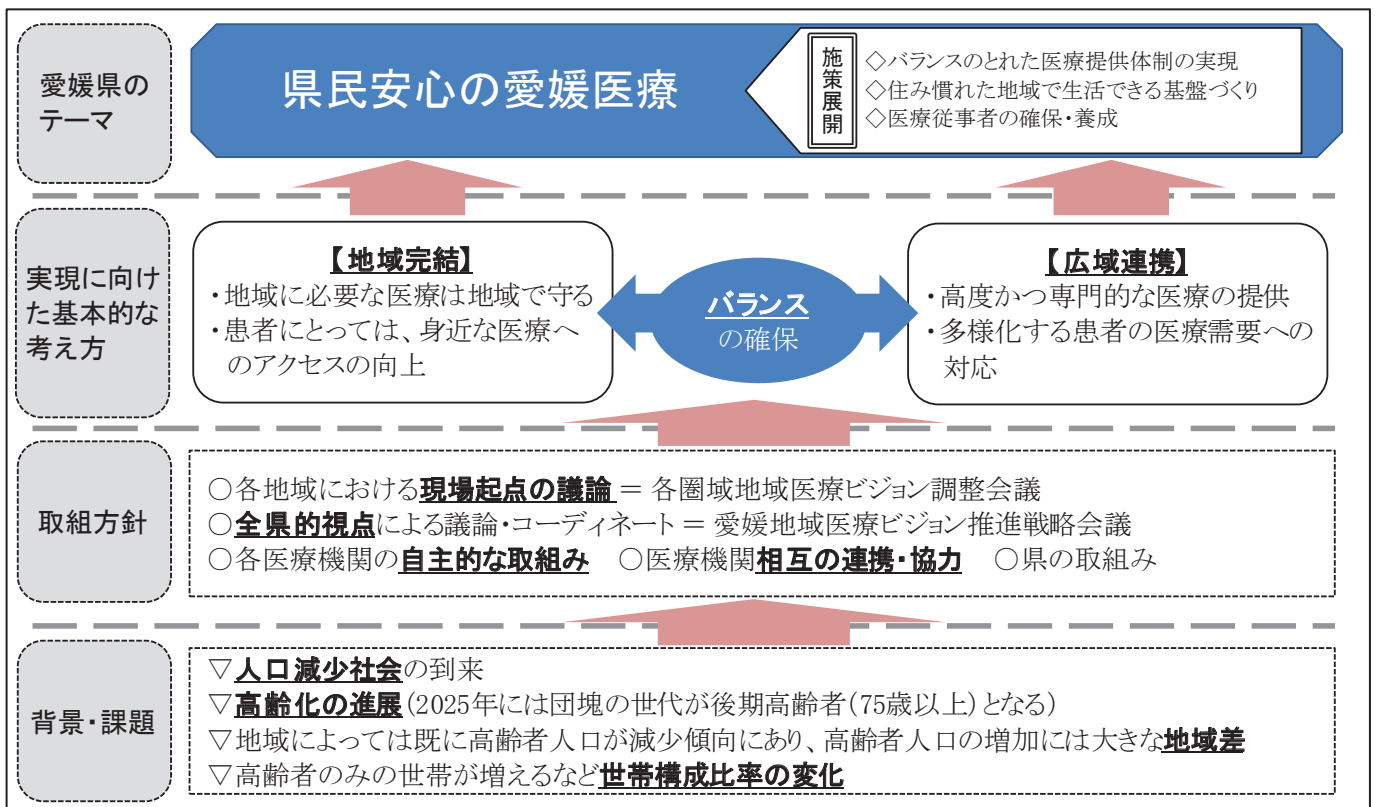 愛媛県の
テーマ
県民安心の愛媛医療
施策展開
◇バランスのとれた医療提供体制の実現
◇住み慣れた地域で生活できる基盤づくり
◇医療従事者の確保・養成
実現に向け
た基本的な
考え方
【地域完結】
・地域に必要な医療は地域で守る
・患者にとっては、身近な医療へ
のアクセスの向上
バランス
の確保
【広域連携】
・高度かつ専門的な医療の提供
・多様化する患者の医療需要への
対応
取組方針
○各地域における現場起点の議論 = 各圏域地域医療ビジョン調整会議
○全県的視点による議論・コーディネート = 愛媛地域医療ビジョン推進戦略会議
○各医療機関の自主的な取組み ○医療機関相互の連携・協力 ○県の取組み
背景・課題
▽人口減少社会の到来
▽高齢化の進展(2025年には団塊の世代が後期高齢者(75歳以上)となる)
▽地域によっては既に高齢者人口が減少傾向にあり、高齢者人口の増加には大きな地域差
▽高齢者のみの世帯が増えるなど世帯構成比率の変化